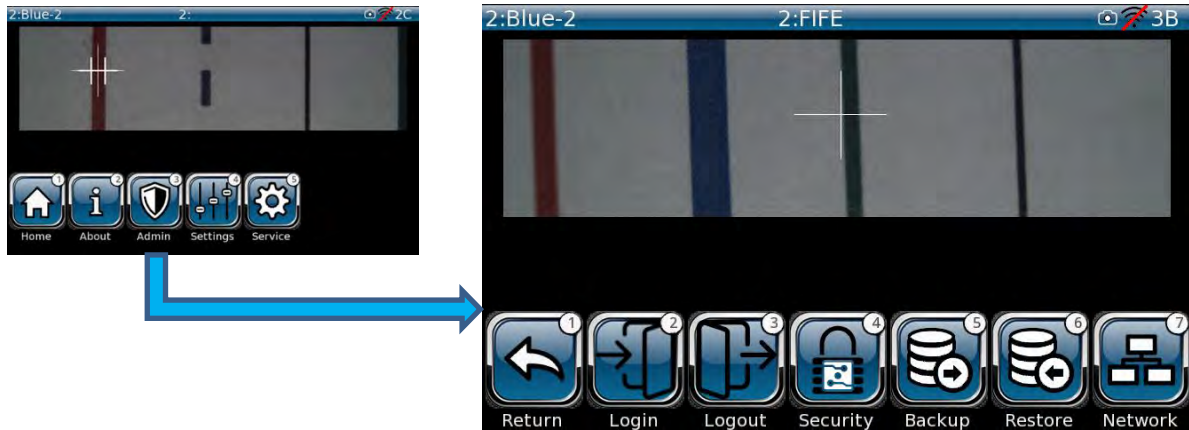 2:Blue-2 2: 2C
1 2 3 4 5
Home About Admin Settings Service
2:Blue-2 2:FIFE 3B
1 2 3 4 5 6 7
Return Login Logout Security Backup Restore Network